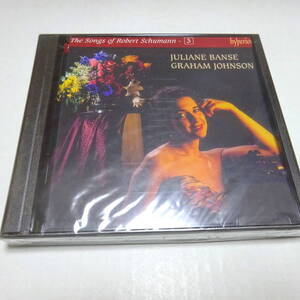 The Songs of Robert Schumann - 3
hyperion
JULIANE BANSE
GRAHAM JOHNSON